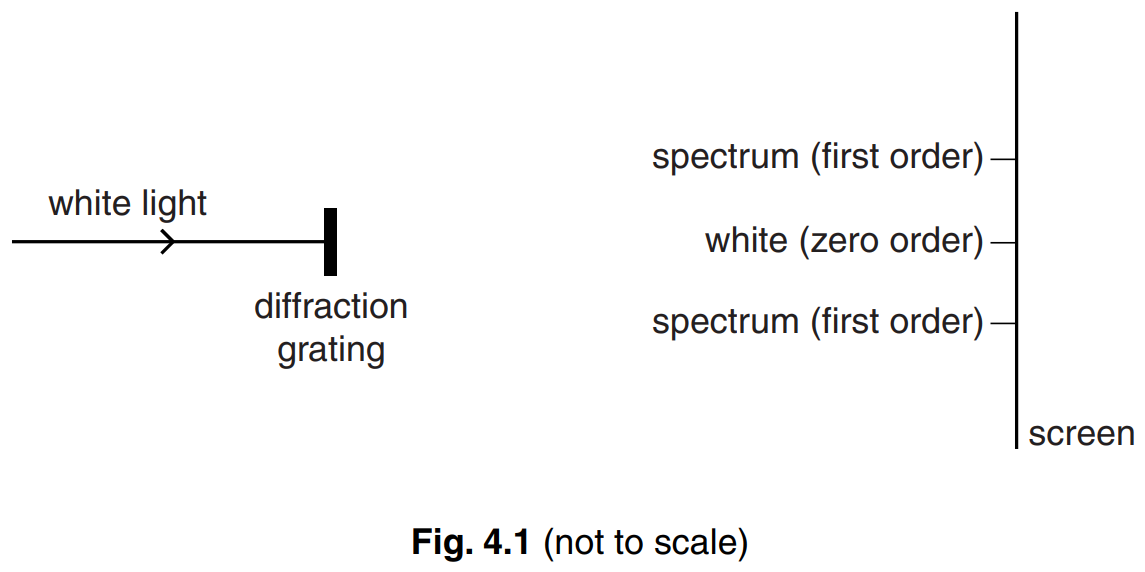 spectrum (first order)
white light
white (zero order)
diffraction
grating
spectrum (first order)
screen
Fig. 4.1 (not to scale)